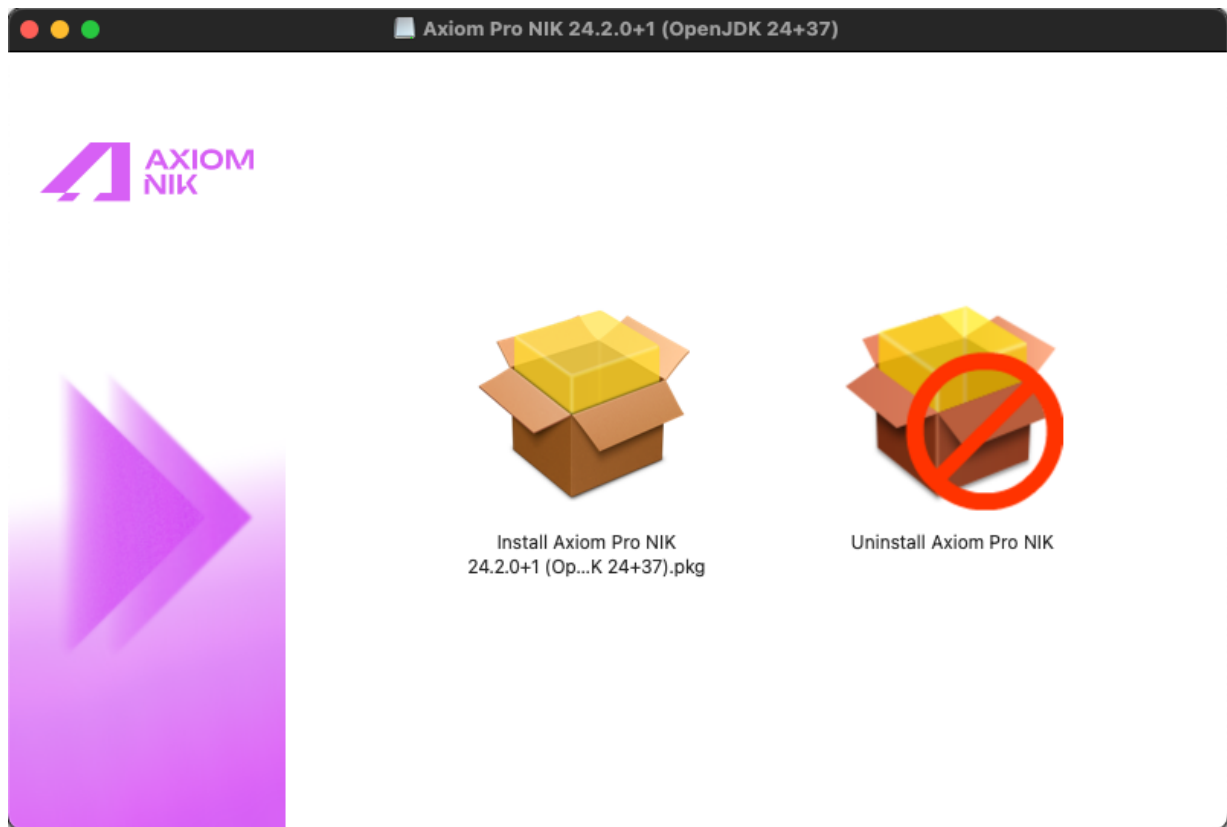 Axiom Pro NIK 24.2.0+1 (OpenJDK 24+37)
AXIOM
NIK
Install Axiom Pro NIK
24.2.0+1 (Op...K 24+37).pkg
Uninstall Axiom Pro NIK